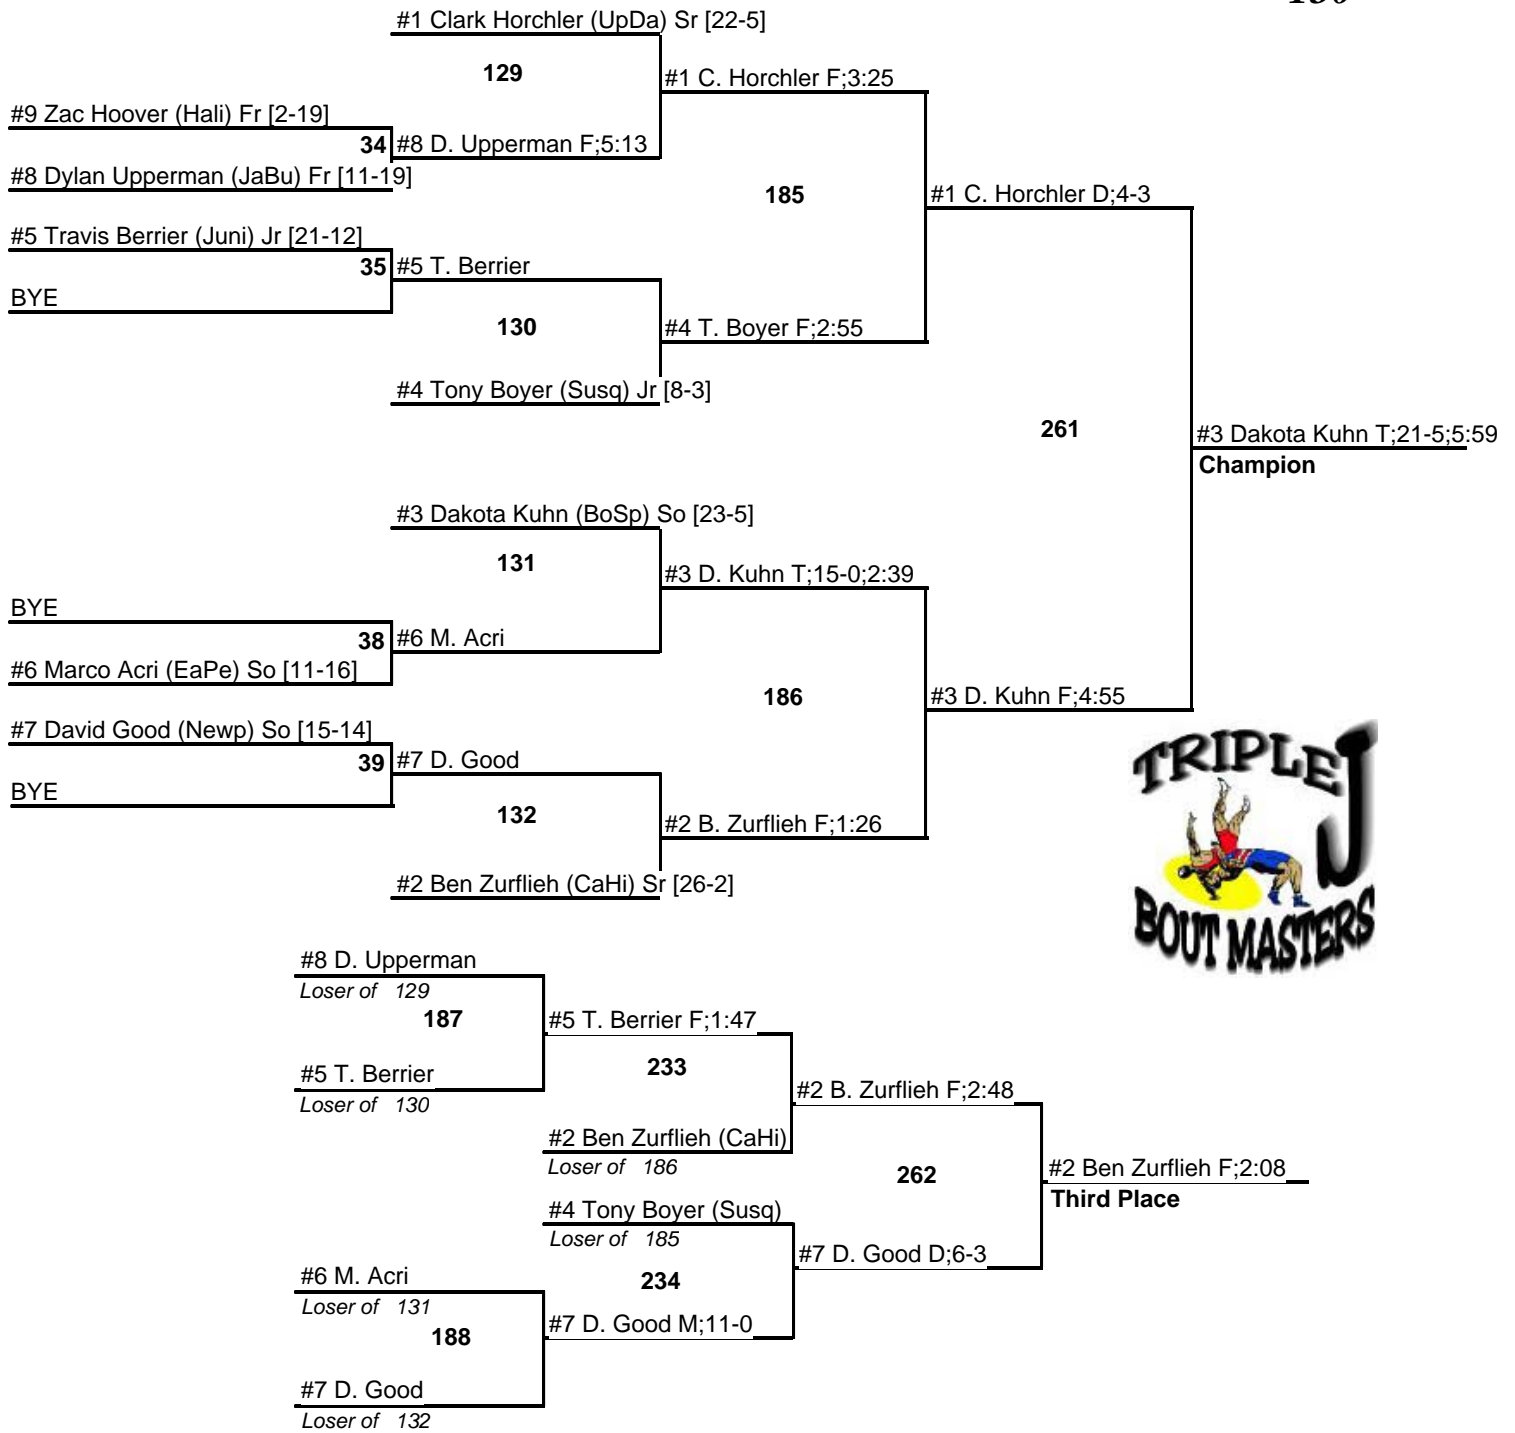 #1 Clark Horchler (UpDa) Sr [22-5]
129
#1 C. Horchler F;3:25
#9 Zac Hoover (Hali) Fr [2-19]
34
#8 D. Upperman F;5:13
#8 Dylan Upperman (JaBu) Fr [11-19]
185
#1 C. Horchler D;4-3
#5 Travis Berrier (Juni) Jr [21-12]
35
#5 T. Berrier
BYE
130
#4 T. Boyer F;2:55
#4 Tony Boyer (Susq) Jr [8-3]
261
#3 Dakota Kuhn T;21-5;5:59
Champion
#3 Dakota Kuhn (BoSp) So [23-5]
131
#3 D. Kuhn T;15-0;2:39
BYE
38
#6 M. Acri
#6 Marco Acri (EaPe) So [11-16]
186
#3 D. Kuhn F;4:55
#7 David Good (Newp) So [15-14]
39
#7 D. Good
BYE
132
#2 B. Zurflieh F;1:26
#2 Ben Zurflieh (CaHi) Sr [26-2]
TRIPLE J
BOUT MASTERS
#8 D. Upperman
Loser of 129
187
#5 T. Berrier F;1:47
#5 T. Berrier
Loser of 130
233
#2 B. Zurflieh F;2:48
#2 Ben Zurflieh (CaHi)
Loser of 186
262
#2 Ben Zurflieh F;2:08
Third Place
#4 Tony Boyer (Susq)
Loser of 185
#7 D. Good D;6-3
#6 M. Acri
Loser of 131
234
188
#7 D. Good M;11-0
#7 D. Good
Loser of 132